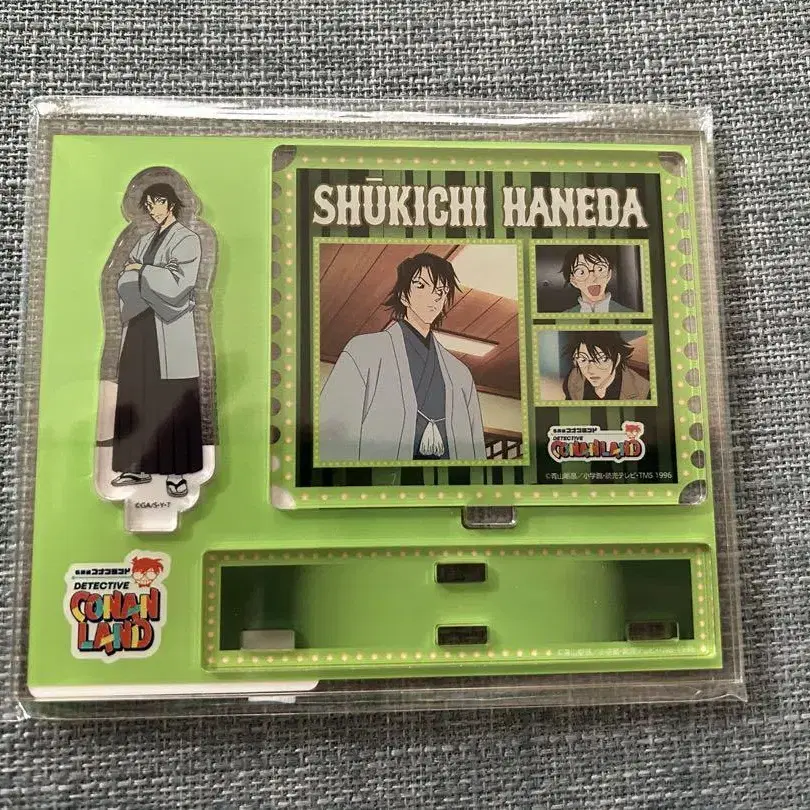 SHŪKICHI HANEDA
名探偵コナンランド
DETECTIVE
CONAN LAND
©青山剛昌/小学館・読売テレビ・TMS 1996
©GA/S・Y・T
名探偵コナンランド
DETECTIVE
CONAN
LAND